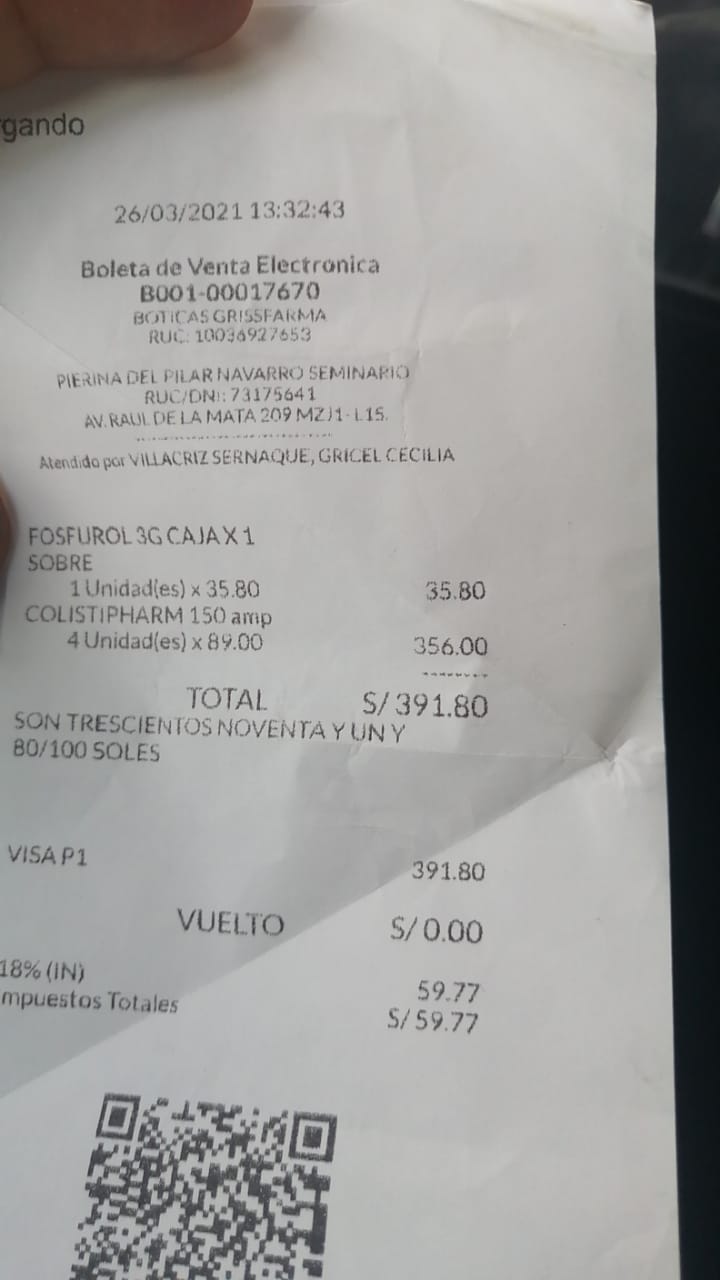 gando
26/03/2021 13:32:43
Boleta de Venta Electronica
B001-00017670
BOTICAS GRISSFARMA
RUC: 10036927653
PIERINA DEL PILAR NAVARRO SEMINARIO
RUC/DNI: 73175641
AV. RAUL DE LA MATA 209 MZ J1 - L15.
Atendido por VILLACRIZ SERNAQUE, GRICEL CECILIA
FOSFUROL 3G CAJA X 1
SOBRE
1 Unidad(es) x 35.80 35.80
COLISTIPHARM 150 amp
4 Unidad(es) x 89.00 356.00
TOTAL S/ 391.80
SON TRESCIENTOS NOVENTA Y UN Y
80/100 SOLES
VISA P1 391.80
VUELTO S/ 0.00
18% (IN) 59.77
mpuestos Totales S/ 59.77